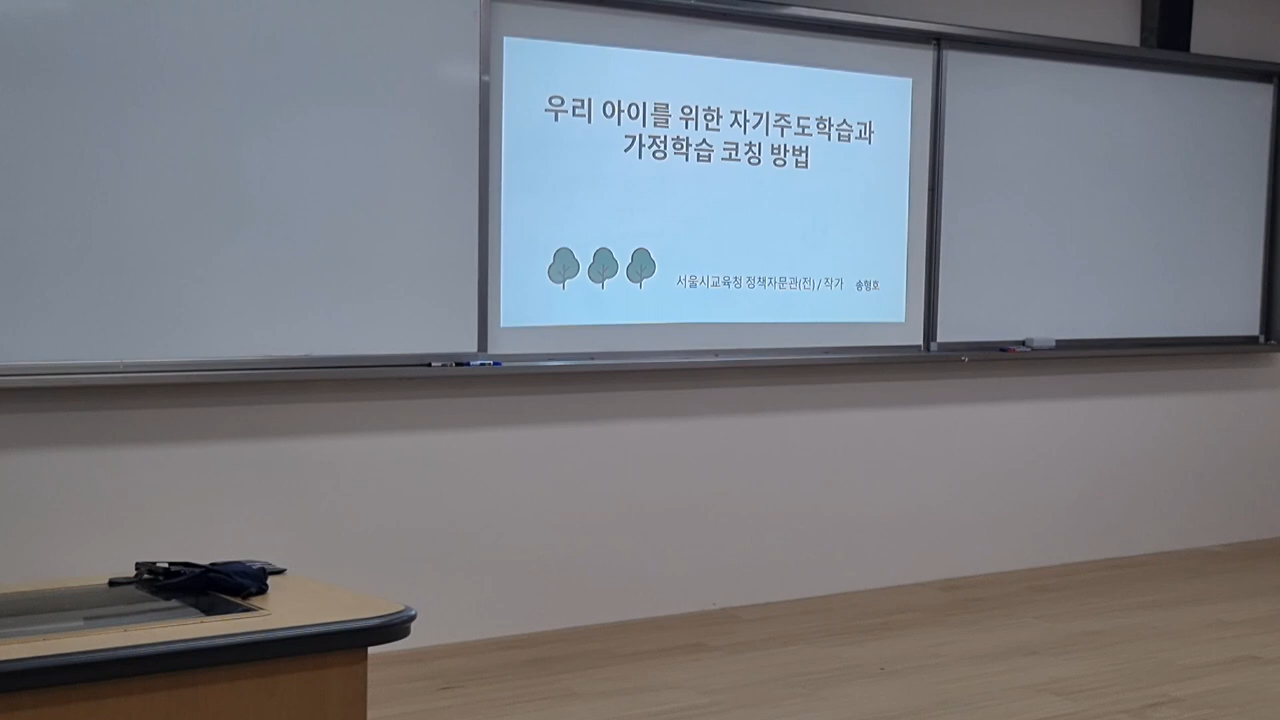 우리 아이를 위한 자기주도학습과
가정학습 코칭 방법
서울시교육청 정책자문관(전) / 작가 송형호